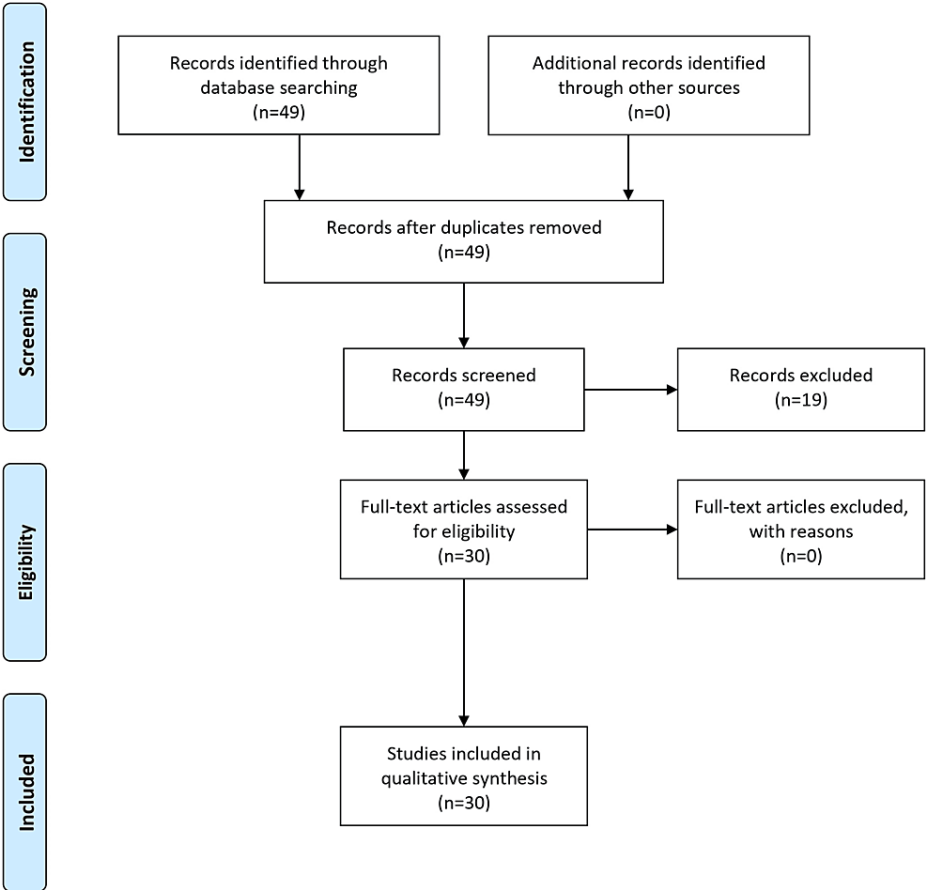 Identification
Records identified through
database searching
(n=49)
Additional records identified
through other sources
(n=0)
Records after duplicates removed
(n=49)
Screening
Records screened
(n=49)
Records excluded
(n=19)
Eligibility
Full-text articles assessed
for eligibility
(n=30)
Full-text articles excluded,
with reasons
(n=0)
Included
Studies included in
qualitative synthesis
(n=30)